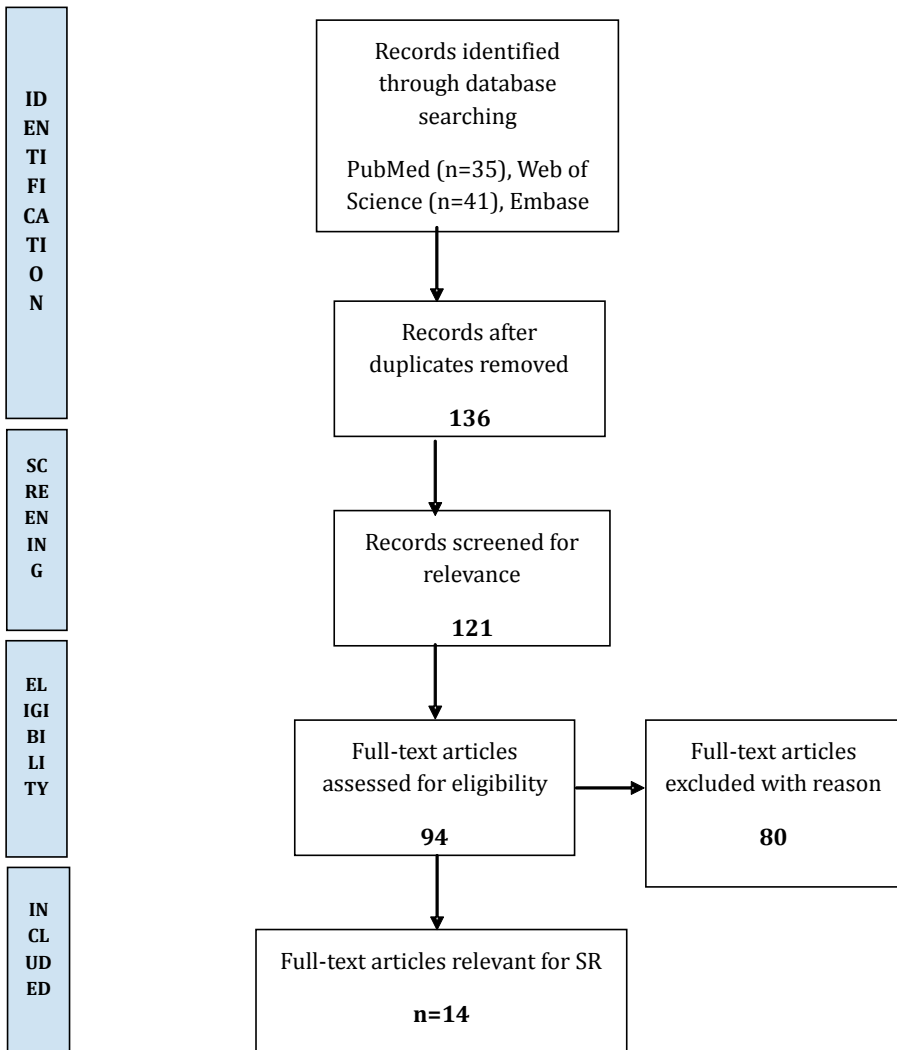 ID
EN
TI
FI
CA
TI
O
N
Records identified
through database
searching
PubMed (n=35), Web of
Science (n=41), Embase
Records after
duplicates removed
136
SC
RE
EN
IN
G
Records screened for
relevance
121
EL
IGI
BI
LI
TY
Full-text articles
assessed for eligibility
94
Full-text articles
excluded with reason
80
IN
CL
UD
ED
Full-text articles relevant for SR
n=14